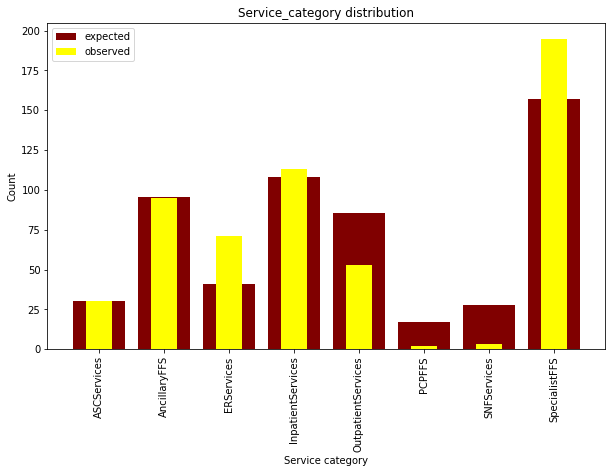 Service_category distribution
expected
observed
Count
200
175
150
125
100
75
50
25
0
ASCServices
AncillaryFFS
ERServices
InpatientServices
OutpatientServices
PCPFFS
SNFServices
SpecialistFFS
Service category